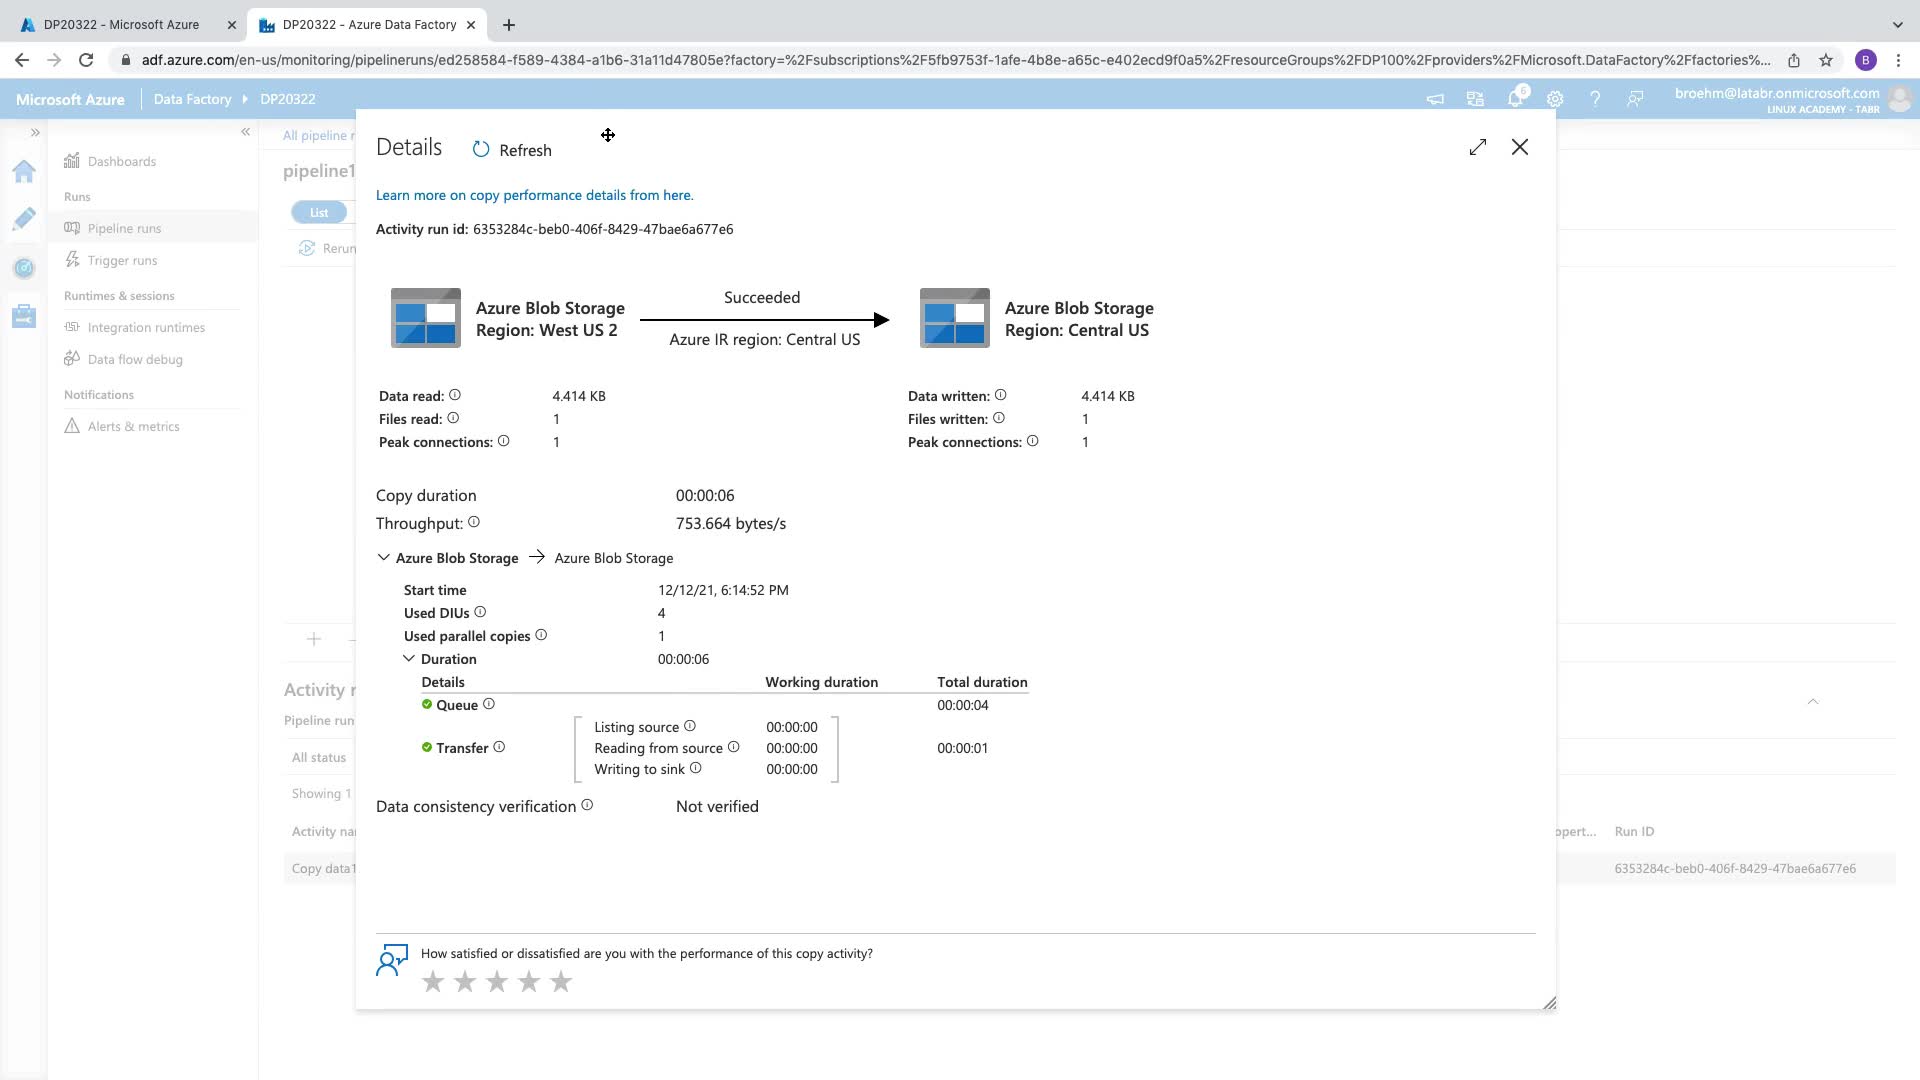 DP20322 - Microsoft Azure
DP20322 - Azure Data Factory
adf.azure.com/en-us/monitoring/pipelineruns/ed258584-f589-4384-a1b6-31a11d47805e?factory=%2Fsubscriptions%2F5fb9753f-1afe-4b8e-a65c-e402ecd9f0a5%2FresourceGroups%2FDP100%2Fproviders%2FMicrosoft.DataFactory%2Ffactories%...
B
Microsoft Azure
Data Factory
DP20322
6
broehm@latabr.onmicrosoft.com
LINUX ACADEMY - TABR
Dashboards
Runs
Pipeline runs
Trigger runs
Runtimes & sessions
Integration runtimes
Data flow debug
Notifications
Alerts & metrics
All pipeline r
pipeline1
List
Rerun
Activity r
Pipeline run
All status
Showing 1
Activity na
Copy data1
Details
Refresh
Learn more on copy performance details from here.
Activity run id: 6353284c-beb0-406f-8429-47bae6a677e6
Azure Blob Storage
Region: West US 2
Succeeded
Azure IR region: Central US
Azure Blob Storage
Region: Central US
Data read: 4.414 KB
Files read: 1
Peak connections: 1
Data written: 4.414 KB
Files written: 1
Peak connections: 1
Copy duration 00:00:06
Throughput: 753.664 bytes/s
Azure Blob Storage → Azure Blob Storage
Start time 12/12/21, 6:14:52 PM
Used DIUs 4
Used parallel copies 1
Duration 00:00:06
Details Working duration Total duration
Queue 00:00:04
Listing source 00:00:00
Transfer Reading from source 00:00:00 00:00:01
Writing to sink 00:00:00
Data consistency verification Not verified
How satisfied or dissatisfied are you with the performance of this copy activity?
opert... Run ID
6353284c-beb0-406f-8429-47bae6a677e6